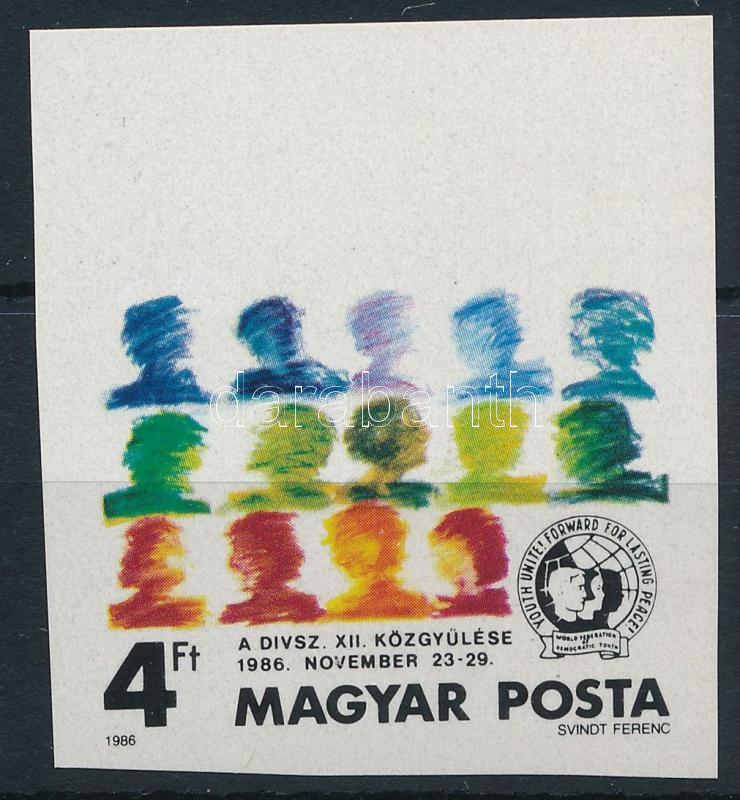 darabanth
YOUTH UNITE! FORWARD FOR LASTING PEACE!
WORLD FEDERATION
OF
DEMOCRATIC YOUTH
4Ft
A DIVSZ. XII. KÖZGYŰLÉSE
1986. NOVEMBER 23-29.
MAGYAR POSTA
1986
SVINDT FERENC